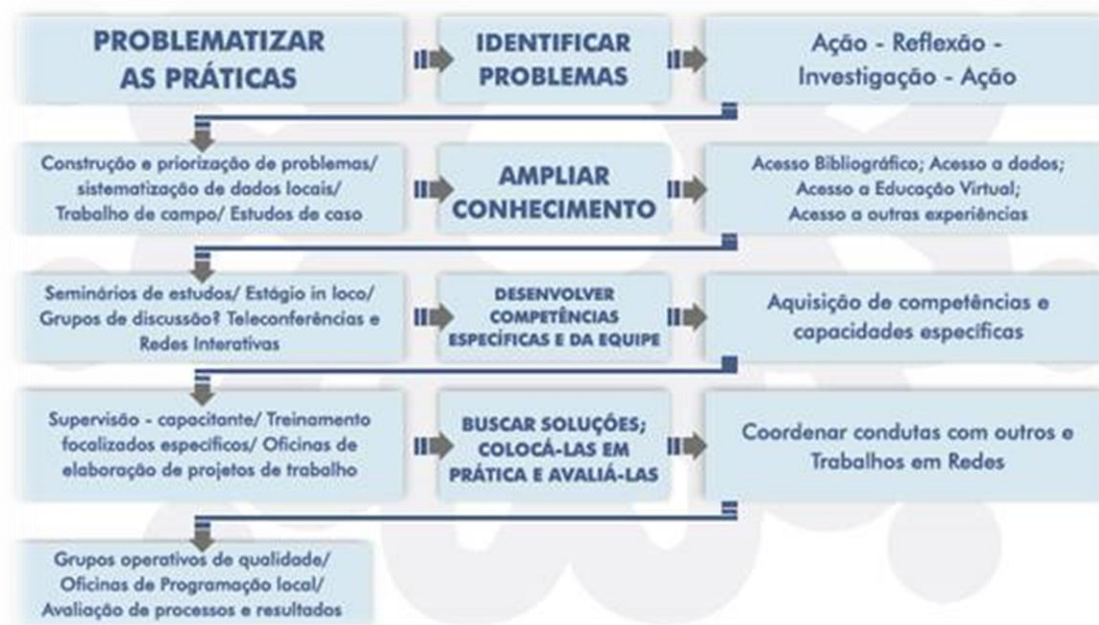 PROBLEMATIZAR
AS PRÁTICAS
IDENTIFICAR
PROBLEMAS
Ação - Reflexão -
Investigação - Ação
Construção e priorização de problemas/
sistematização de dados locais/
Trabalho de campo/ Estudos de caso
AMPLIAR
CONHECIMENTO
Acesso Bibliográfico; Acesso a dados;
Acesso a Educação Virtual;
Acesso a outras experiências
Seminários de estudos/ Estágio in loco/
Grupos de discussão? Teleconferências e
Redes Interativas
DESENVOLVER
COMPETÊNCIAS
ESPECÍFICAS E DA EQUIPE
Aquisição de competências e
capacidades específicas
Supervisão - capacitante/ Treinamento
focalizados específicos/ Oficinas de
elaboração de projetos de trabalho
BUSCAR SOLUÇÕES;
COLOCÁ-LAS EM
PRÁTICA E AVALIÁ-LAS
Coordenar condutas com outros e
Trabalhos em Redes
Grupos operativos de qualidade/
Oficinas de Programação local/
Avaliação de processos e resultados